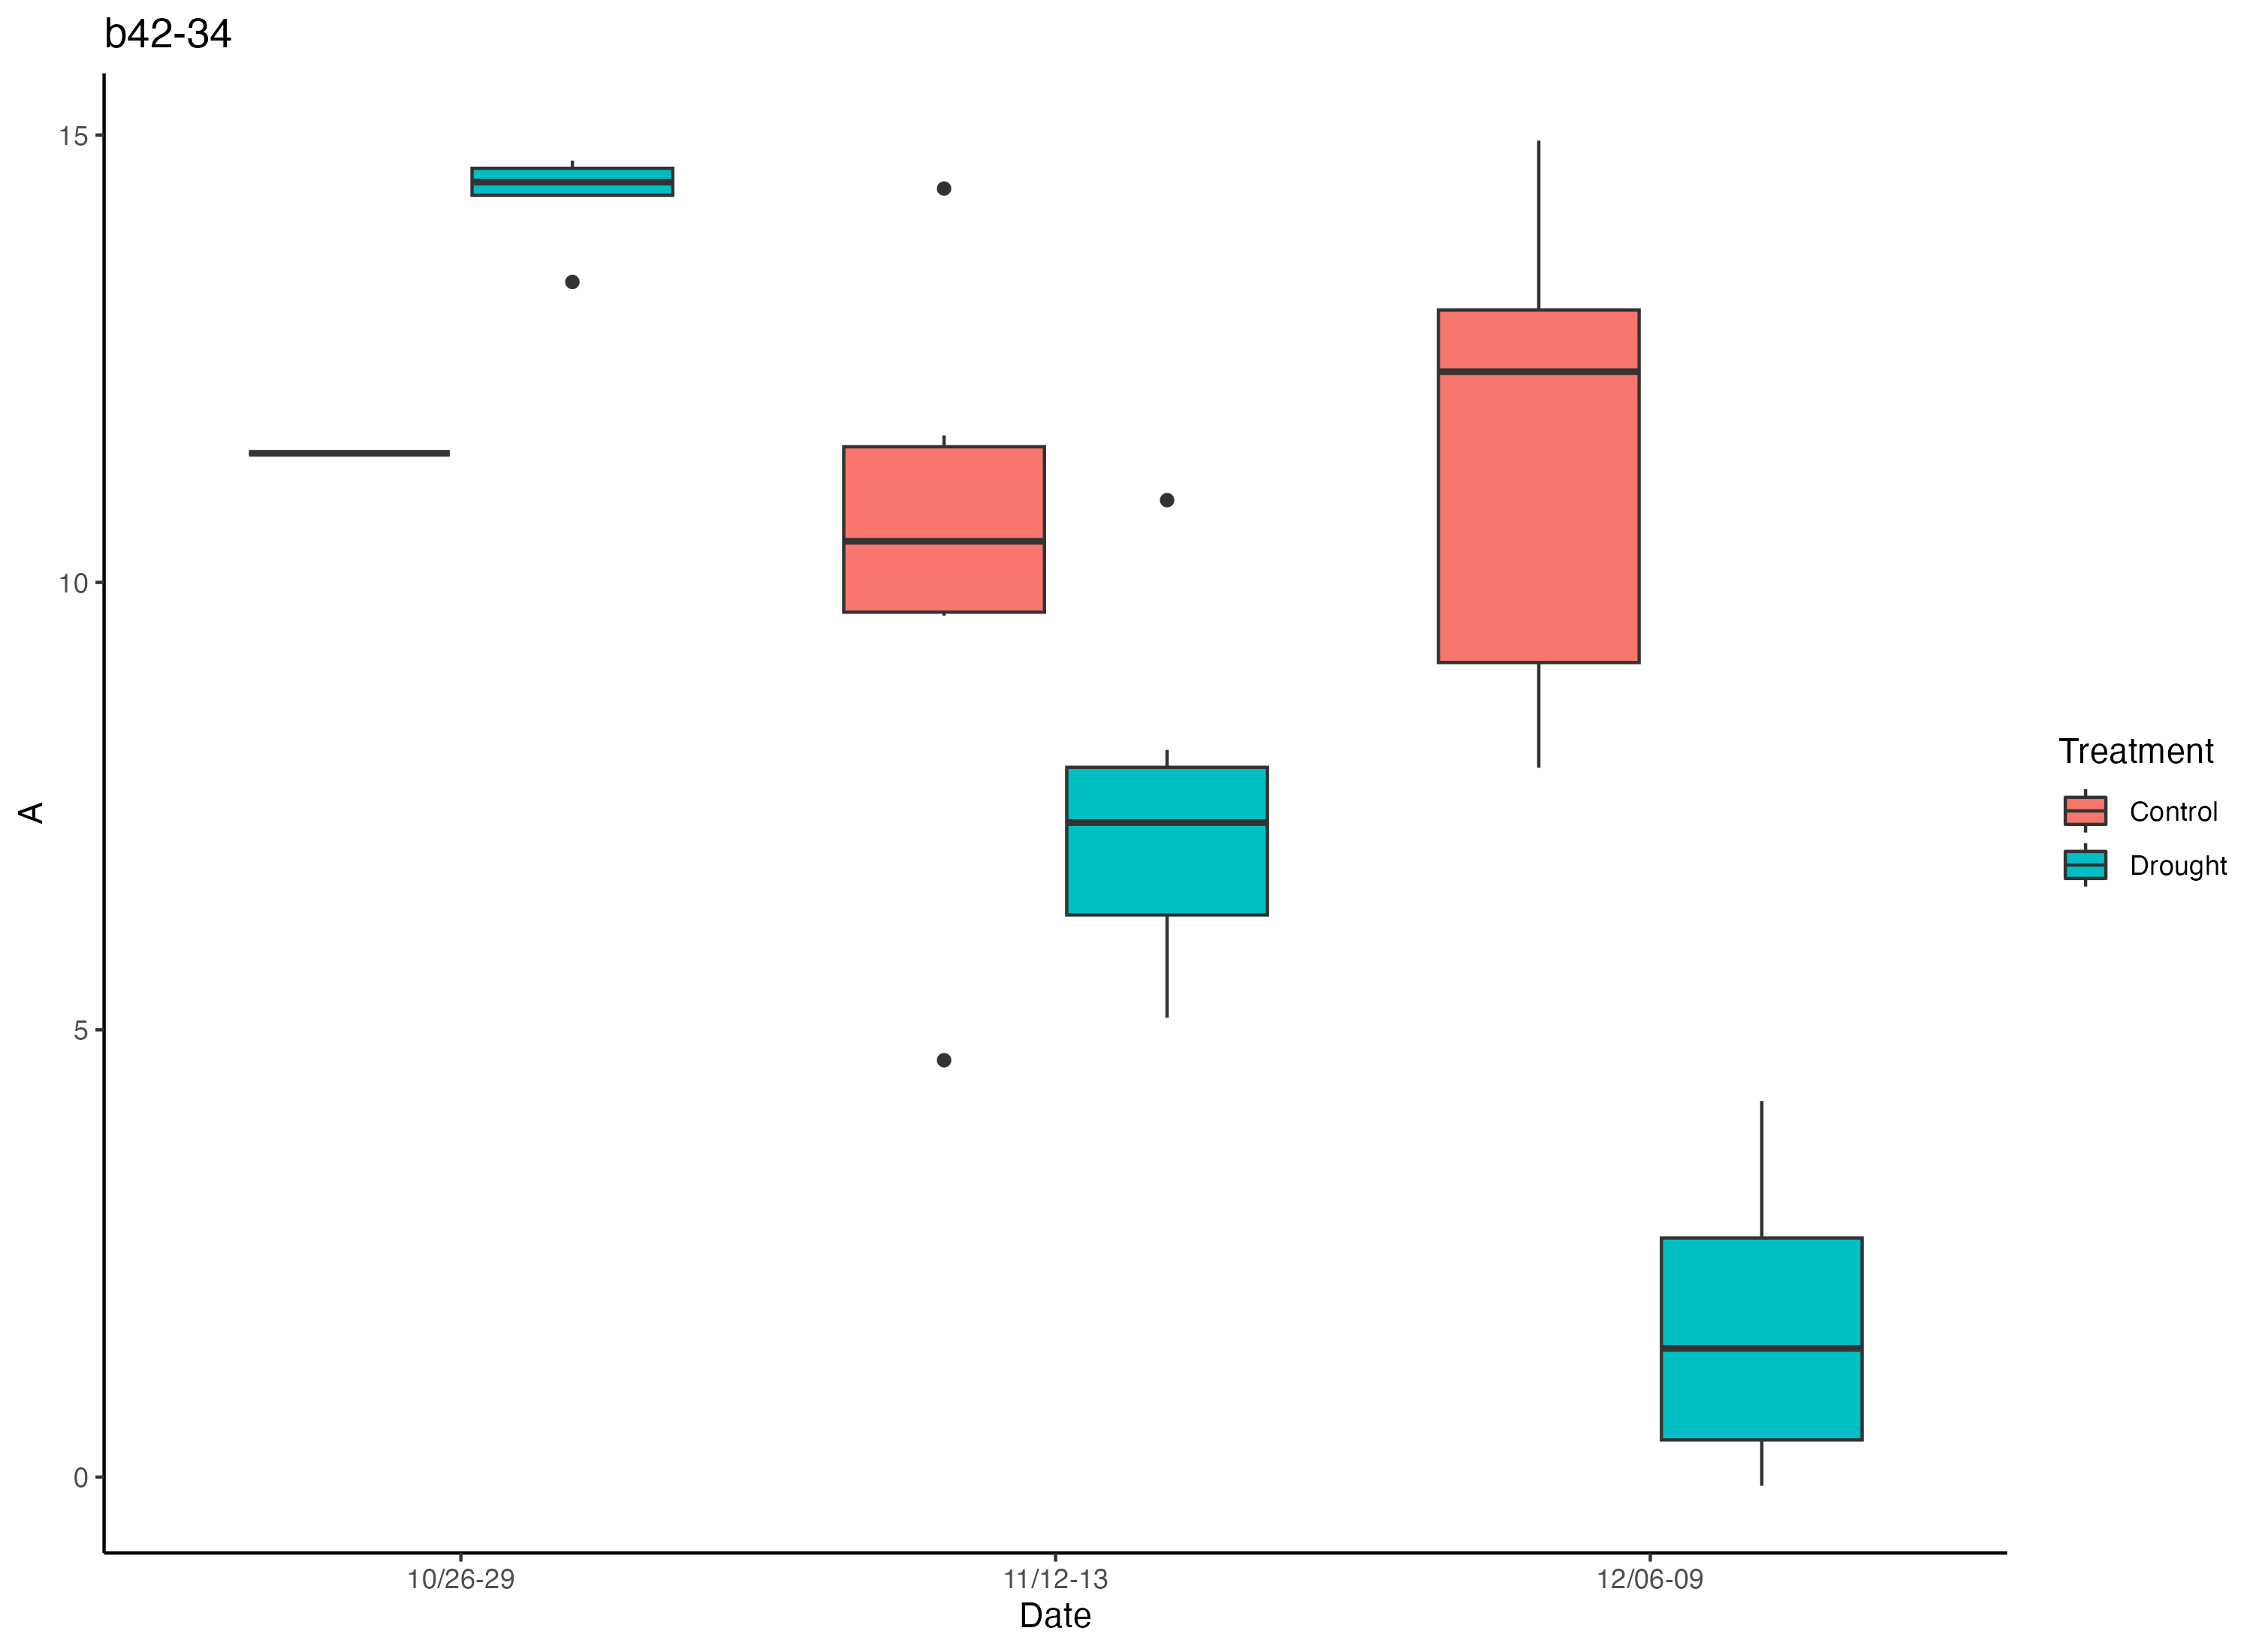 b42-34
15
10
5
0
A
10/26-29
11/12-13
12/06-09
Date
Treatment
Control
Drought